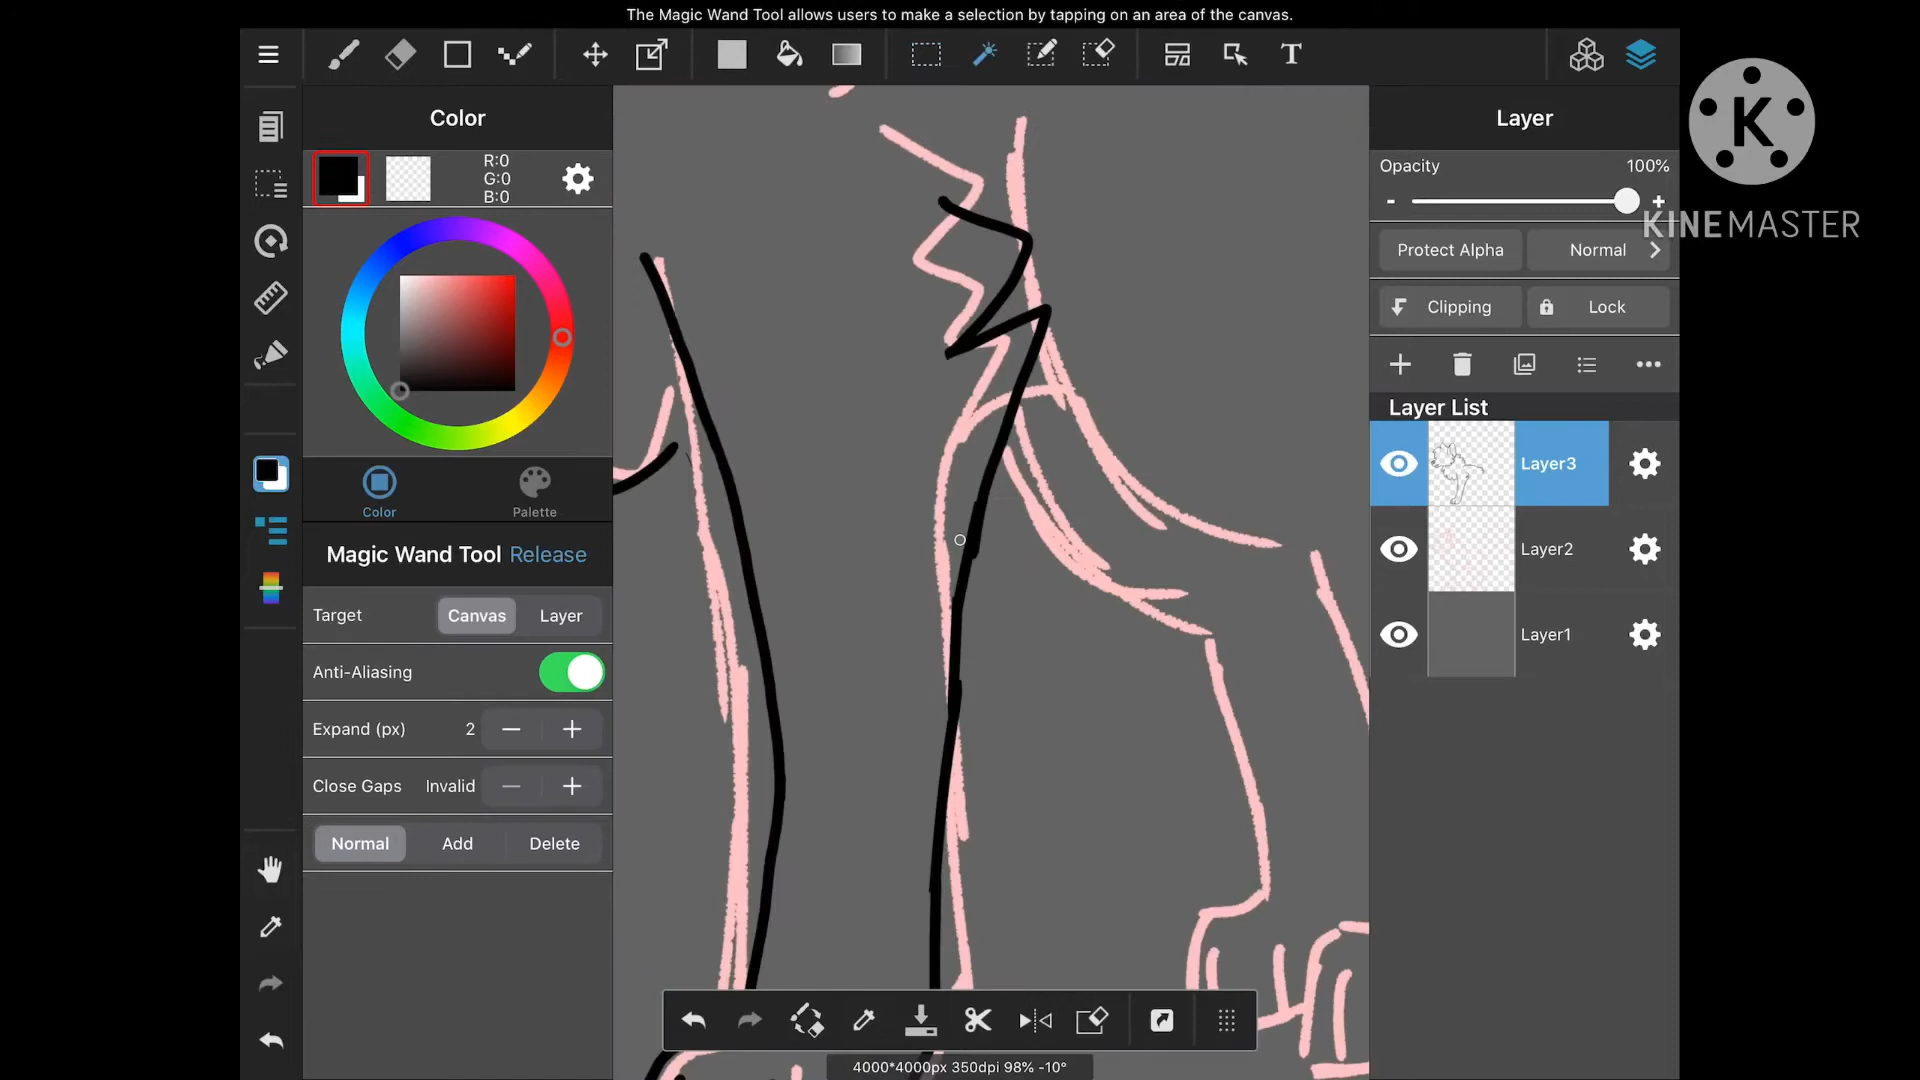 The Magic Wand Tool allows users to make a selection by tapping on an area of the canvas.
T
Color
R:0
G:0
B:0
Color
Palette
Magic Wand Tool Release
Target Canvas Layer
Anti-Aliasing
Expand (px) 2 − +
Close Gaps Invalid − +
Normal Add Delete
4000*4000px 350dpi 98% -10°
Layer
Opacity 100%
- +
Protect Alpha Normal
Clipping Lock
Layer List
Layer3
Layer2
Layer1
K
KINEMASTER